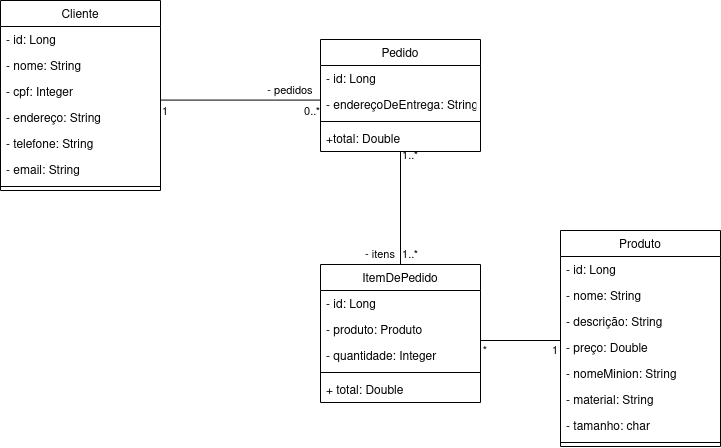 Cliente
- id: Long
- nome: String
- cpf: Integer
- endereço: String
- telefone: String
- email: String
1
- pedidos
0..*
Pedido
- id: Long
- endereçoDeEntrega: String
+total: Double
1..*
- itens
1..*
ItemDePedido
- id: Long
- produto: Produto
- quantidade: Integer
+ total: Double
*
1
Produto
- id: Long
- nome: String
- descrição: String
- preço: Double
- nomeMinion: String
- material: String
- tamanho: char